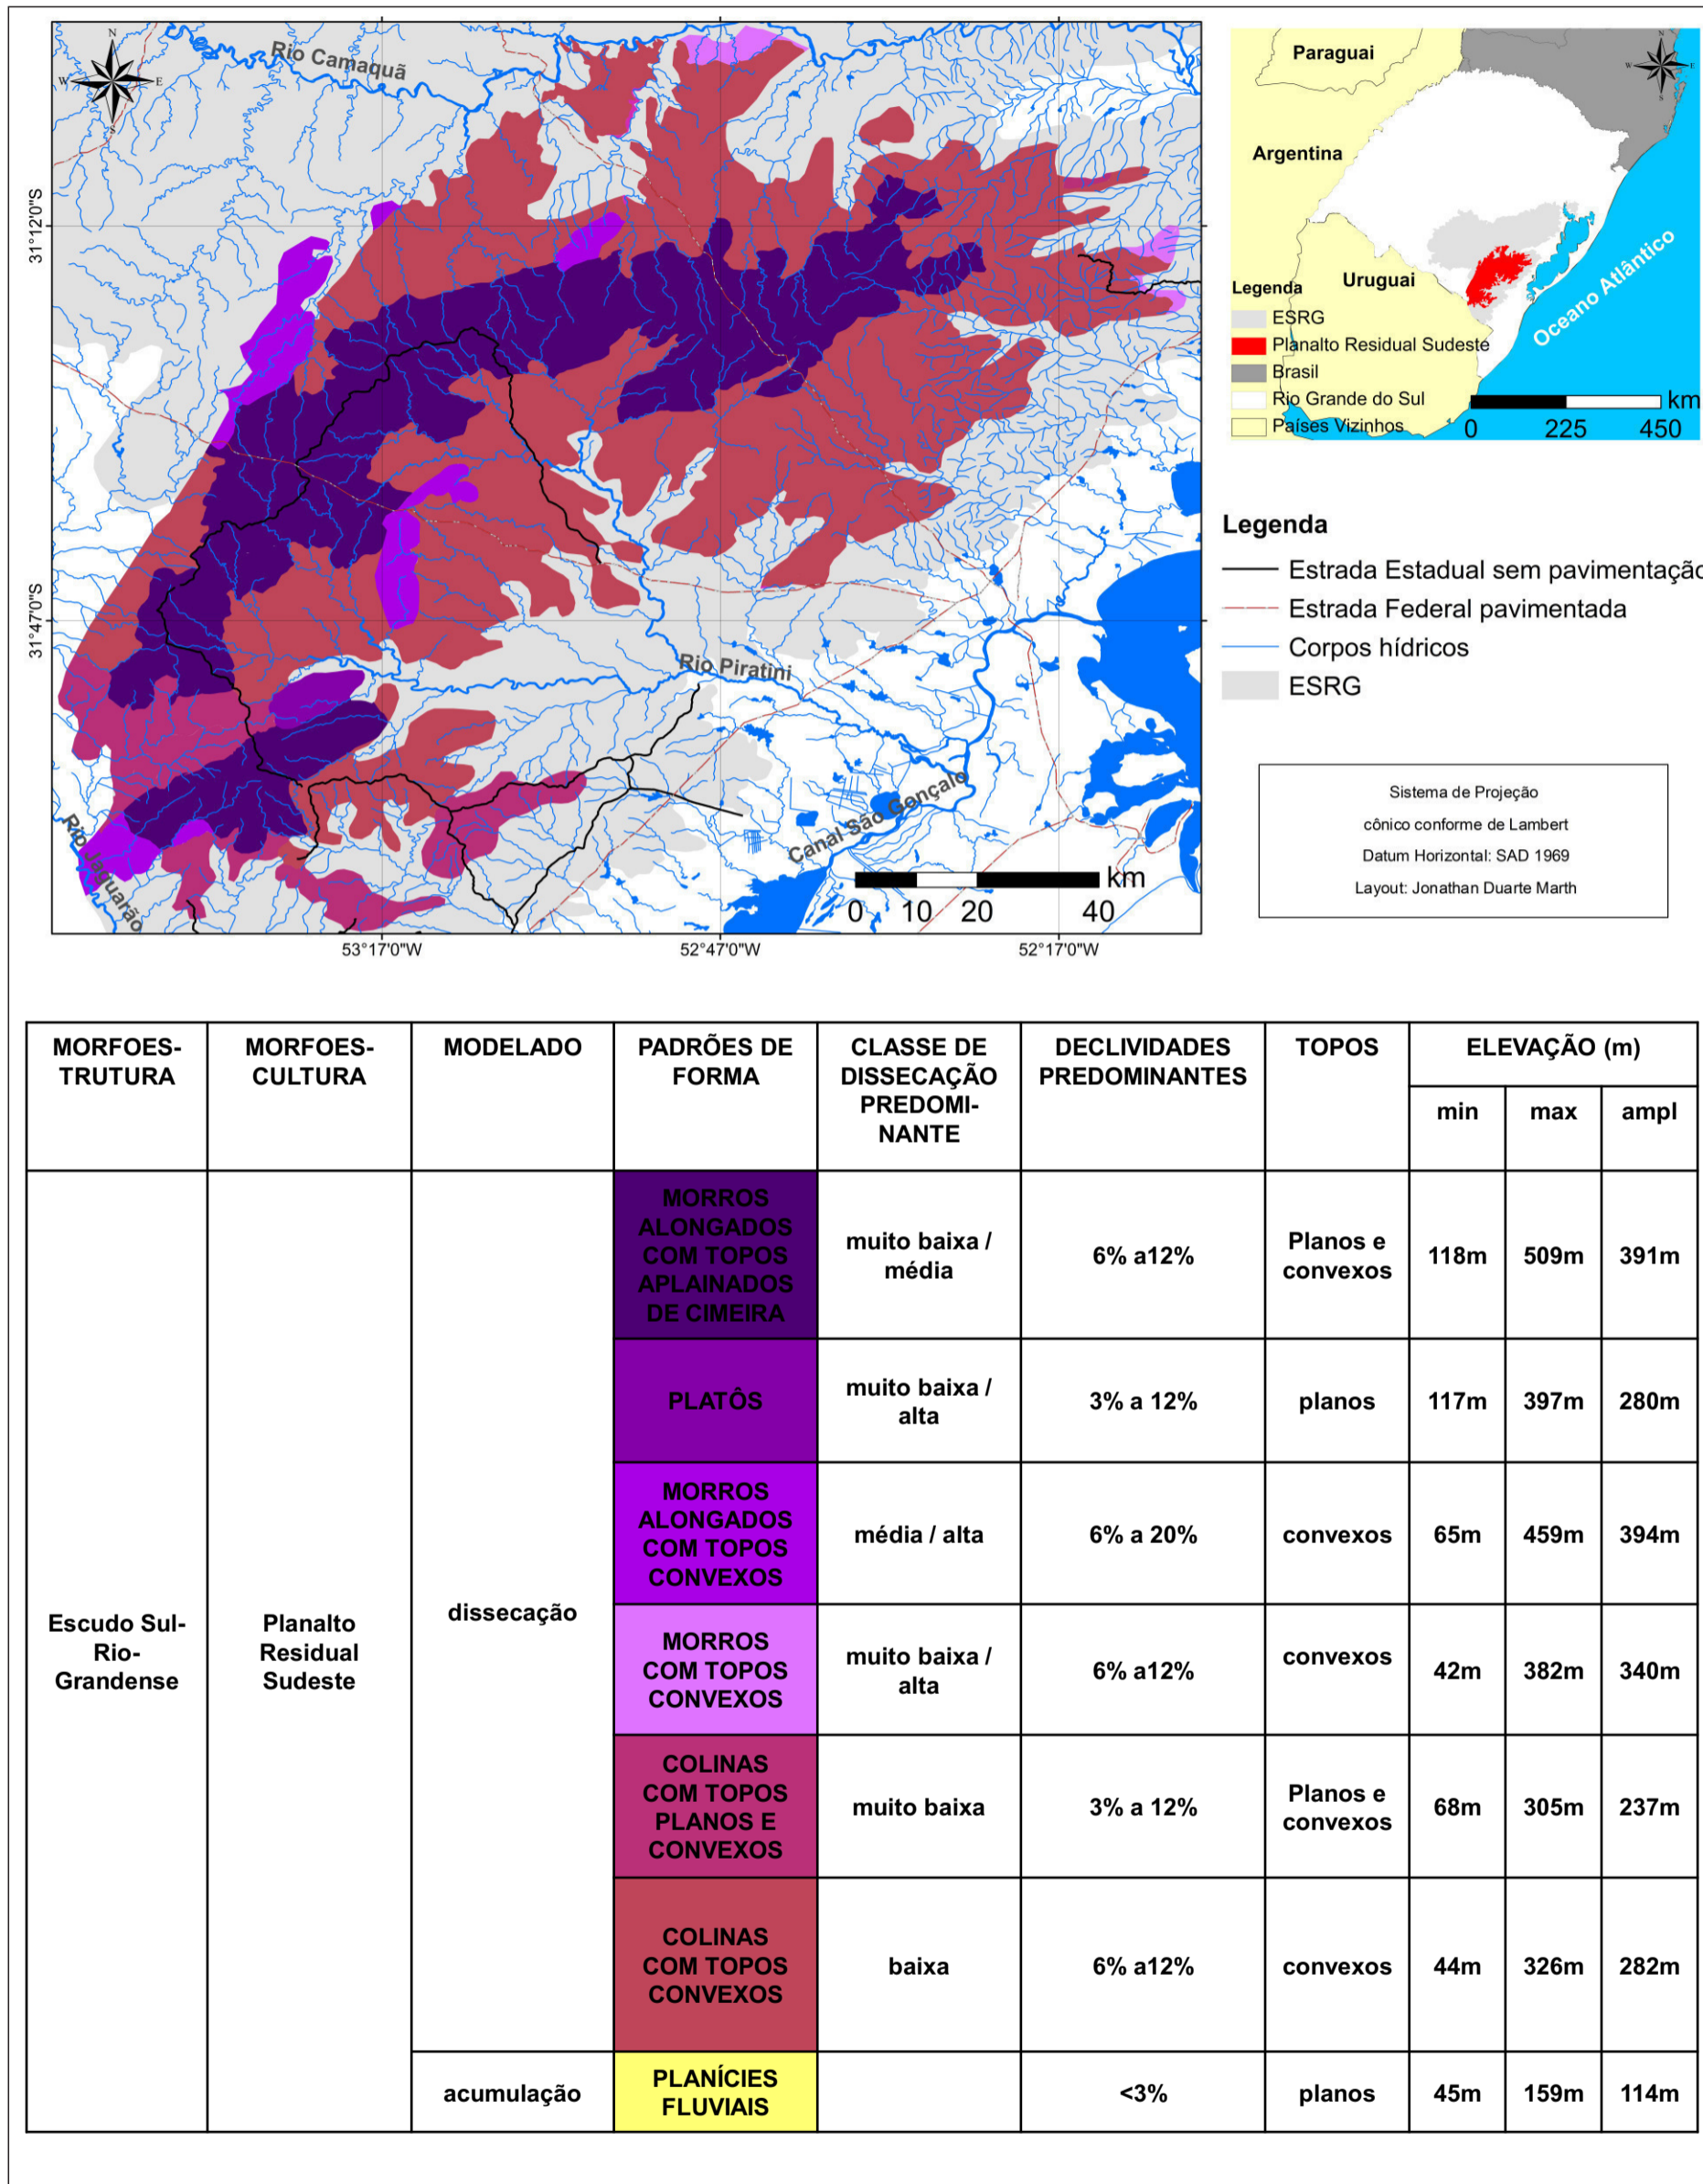 N
W
E
S
Rio Camaquã
31°12'0"S
31°47'0"S
Rio Piratini
Canal São Gonçalo
Rio Jaguarão
km
0 10 20 40
53°17'0"W
52°47'0"W
52°17'0"W
Paraguai
N
W
E
S
Argentina
Uruguai
Oceano Atlântico
Legenda
ESRG
Planalto Residual Sudeste
Brasil
Rio Grande do Sul
Países Vizinhos
km
0 225 450
Legenda
Estrada Estadual sem pavimentação
Estrada Federal pavimentada
Corpos hídricos
ESRG
Sistema de Projeção
cônico conforme de Lambert
Datum Horizontal: SAD 1969
Layout: Jonathan Duarte Marth
MORFOES-
TRUTURA
MORFOES-
CULTURA
MODELADO
PADRÕES DE
FORMA
CLASSE DE
DISSECAÇÃO
PREDOMI-
NANTE
DECLIVIDADES
PREDOMINANTES
TOPOS
ELEVAÇÃO (m)
min
max
ampl
Escudo Sul-
Rio-
Grandense
Planalto
Residual
Sudeste
dissecação
MORROS
ALONGADOS
COM TOPOS
APLAINADOS
DE CIMEIRA
muito baixa /
média
6% a12%
Planos e
convexos
118m
509m
391m
PLATÔS
muito baixa /
alta
3% a 12%
planos
117m
397m
280m
MORROS
ALONGADOS
COM TOPOS
CONVEXOS
média / alta
6% a 20%
convexos
65m
459m
394m
MORROS
COM TOPOS
CONVEXOS
muito baixa /
alta
6% a12%
convexos
42m
382m
340m
COLINAS
COM TOPOS
PLANOS E
CONVEXOS
muito baixa
3% a 12%
Planos e
convexos
68m
305m
237m
COLINAS
COM TOPOS
CONVEXOS
baixa
6% a12%
convexos
44m
326m
282m
acumulação
PLANÍCIES
FLUVIAIS
<3%
planos
45m
159m
114m